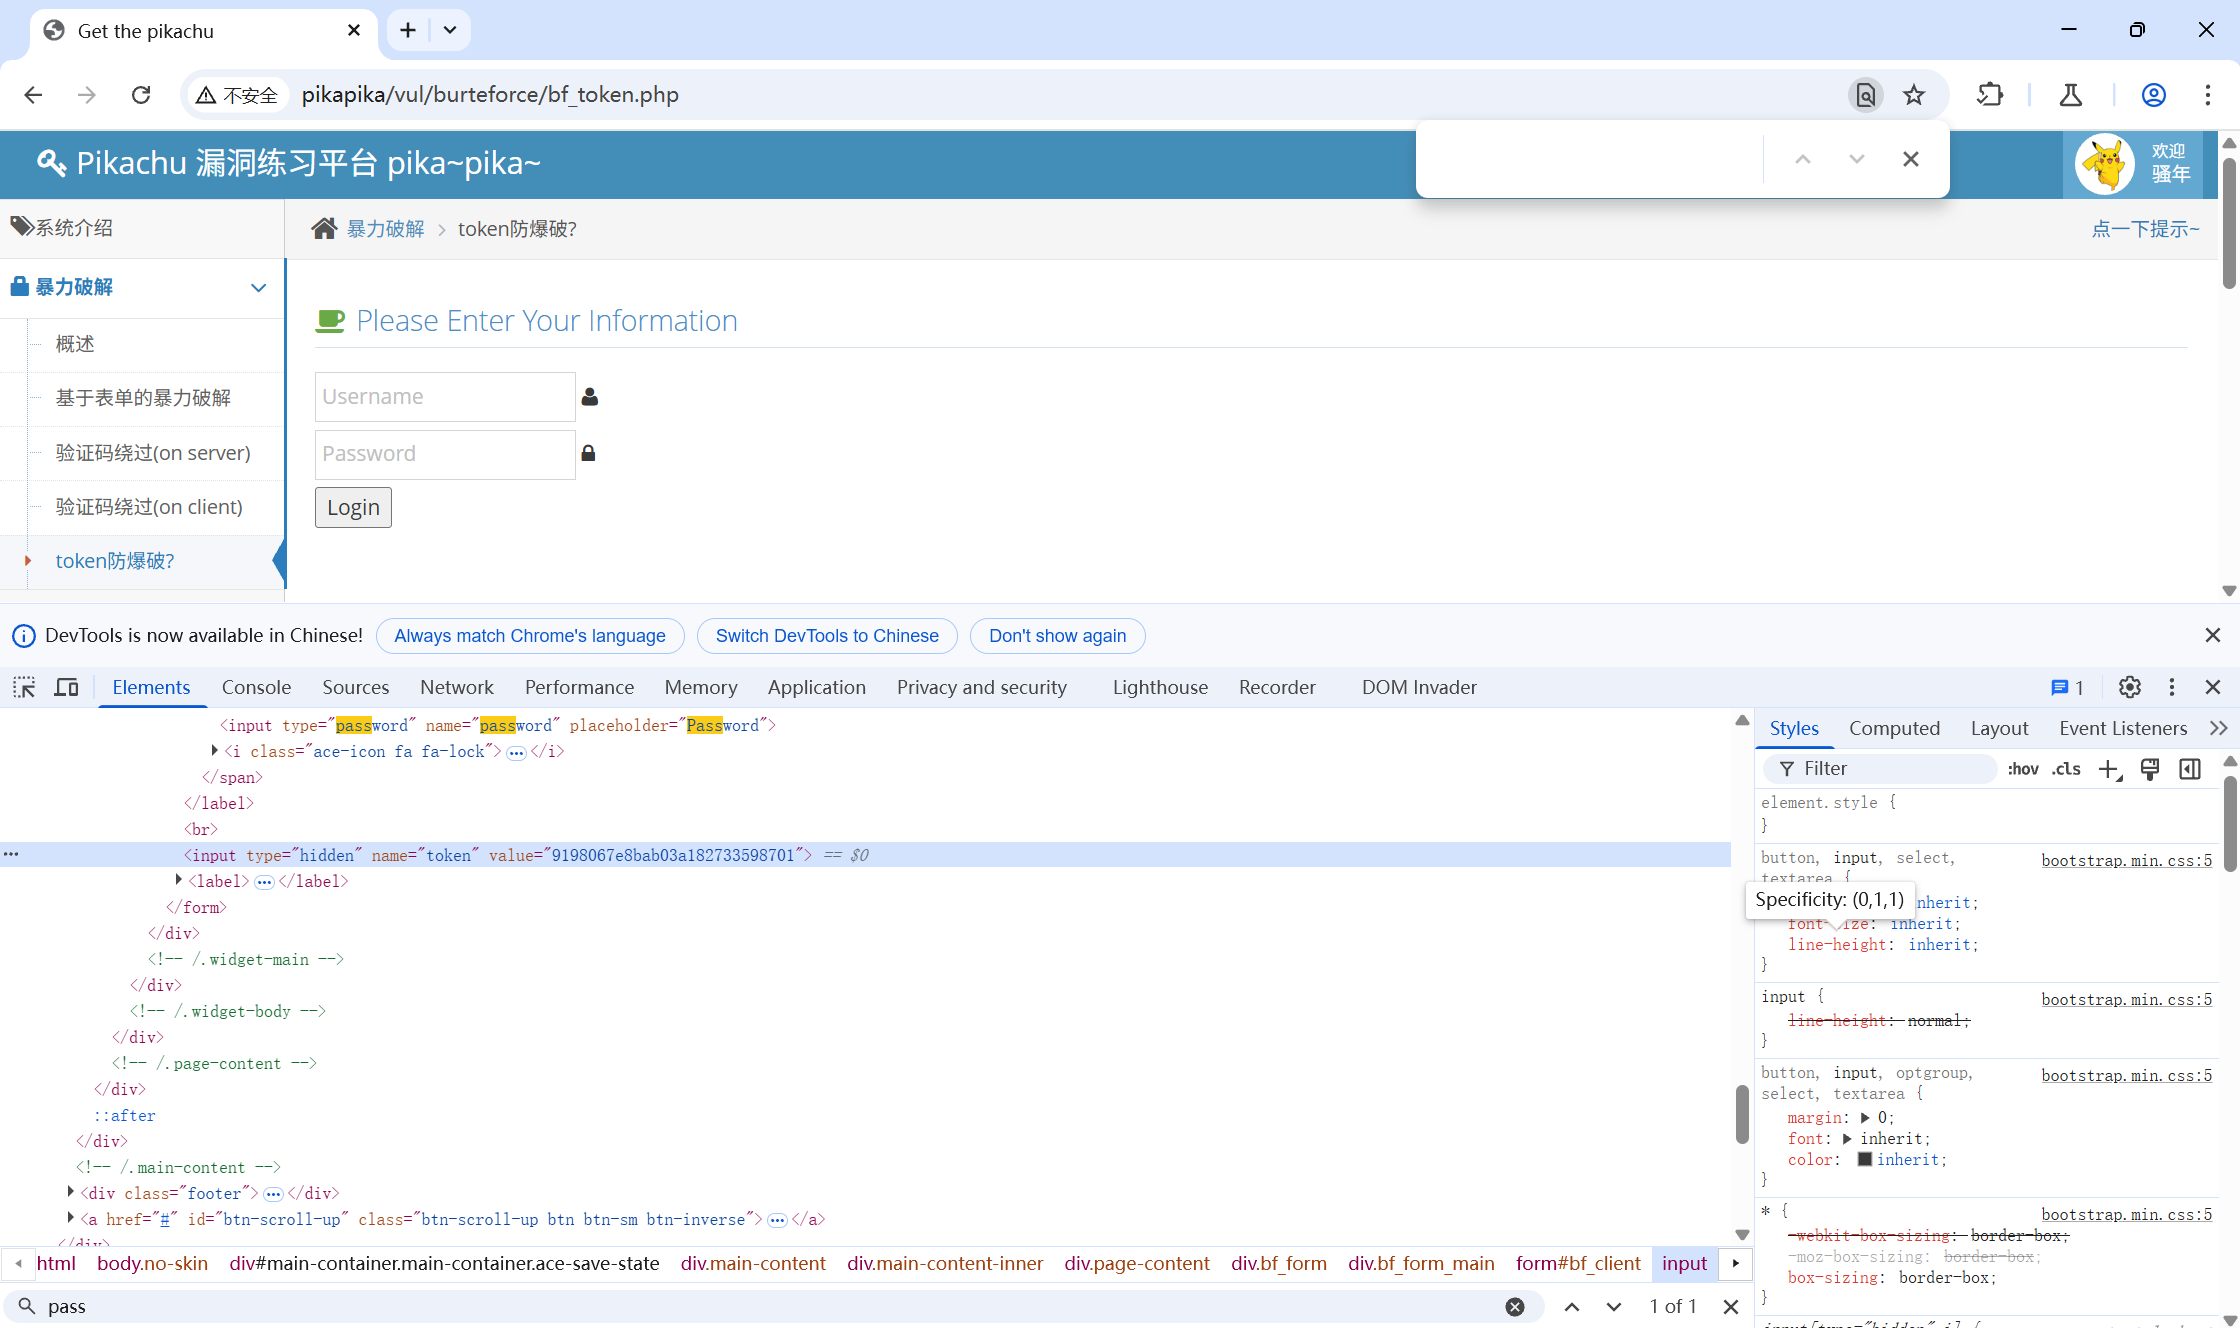 Get the pikachu
不安全
pikapika/vul/burteforce/bf_token.php
Pikachu 漏洞练习平台 pika~pika~
欢迎
骚年
系统介绍
暴力破解
token防爆破?
点一下提示~
暴力破解
概述
基于表单的暴力破解
验证码绕过(on server)
验证码绕过(on client)
token防爆破?
Please Enter Your Information
Username
Password
Login
DevTools is now available in Chinese!
Always match Chrome's language
Switch DevTools to Chinese
Don't show again
Elements
Console
Sources
Network
Performance
Memory
Application
Privacy and security
Lighthouse
Recorder
DOM Invader
1
<input type="password" name="password" placeholder="Password">
<i class="ace-icon fa fa-lock">…</i>
</span>
</label>
<br>
<input type="hidden" name="token" value="9198067e8bab03a182733598701"> == $0
<label>…</label>
</form>
</div>
<!-- /.widget-main -->
</div>
<!-- /.widget-body -->
</div>
<!-- /.page-content -->
</div>
::after
</div>
<!-- /.main-content -->
<div class="footer">…</div>
<a href="#" id="btn-scroll-up" class="btn-scroll-up btn btn-sm btn-inverse">…</a>
</div>
html
body.no-skin
div#main-container.main-container.ace-save-state
div.main-content
div.main-content-inner
div.page-content
div.bf_form
div.bf_form_main
form#bf_client
input
pass
1 of 1
Styles
Computed
Layout
Event Listeners
Filter
:hov
.cls
element.style {
}
button, input, select,
bootstrap.min.css:5
textarea {
Specificity: (0,1,1)
nherit;
font-size: inherit;
line-height: inherit;
}
input {
bootstrap.min.css:5
line-height: normal;
}
button, input, optgroup,
bootstrap.min.css:5
select, textarea {
margin: 0;
font: inherit;
color: inherit;
}
* {
bootstrap.min.css:5
-webkit-box-sizing: border-box;
-moz-box-sizing: border-box;
box-sizing: border-box;
}